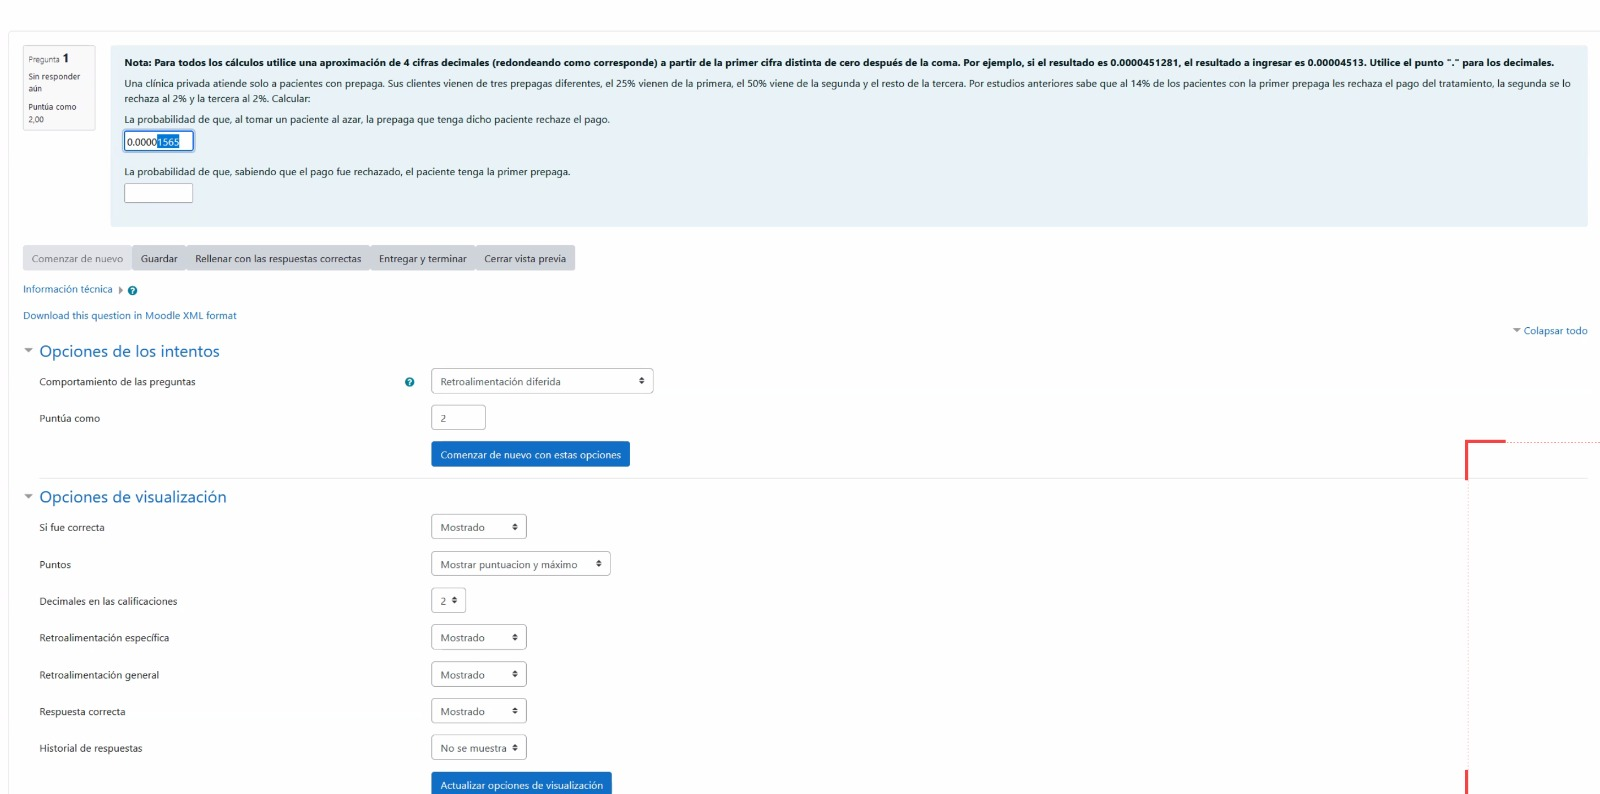 Pregunta 1
Sin responder
aún
Puntúa como
2,00
Nota: Para todos los cálculos utilice una aproximación de 4 cifras decimales (redondeando como corresponde) a partir de la primer cifra distinta de cero después de la coma. Por ejemplo, si el resultado es 0.0000451281, el resultado a ingresar es 0.00004513. Utilice el punto "." para los decimales.
Una clínica privada atiende solo a pacientes con prepaga. Sus clientes vienen de tres prepagas diferentes, el 25% vienen de la primera, el 50% viene de la segunda y el resto de la tercera. Por estudios anteriores sabe que al 14% de los pacientes con la primer prepaga les rechaza el pago del tratamiento, la segunda se lo
rechaza al 2% y la tercera al 2%. Calcular:
La probabilidad de que, al tomar un paciente al azar, la prepaga que tenga dicho paciente rechaze el pago.
0.00001565
La probabilidad de que, sabiendo que el pago fue rechazado, el paciente tenga la primer prepaga.
Comenzar de nuevo Guardar Rellenar con las respuestas correctas Entregar y terminar Cerrar vista previa
Información técnica
Download this question in Moodle XML format
Colapsar todo
Opciones de los intentos
Comportamiento de las preguntas Retroalimentación diferida
Puntúa como 2
Comenzar de nuevo con estas opciones
Opciones de visualización
Si fue correcta Mostrado
Puntos Mostrar puntuacion y máximo
Decimales en las calificaciones 2
Retroalimentación específica Mostrado
Retroalimentación general Mostrado
Respuesta correcta Mostrado
Historial de respuestas No se muestra
Actualizar opciones de visualización